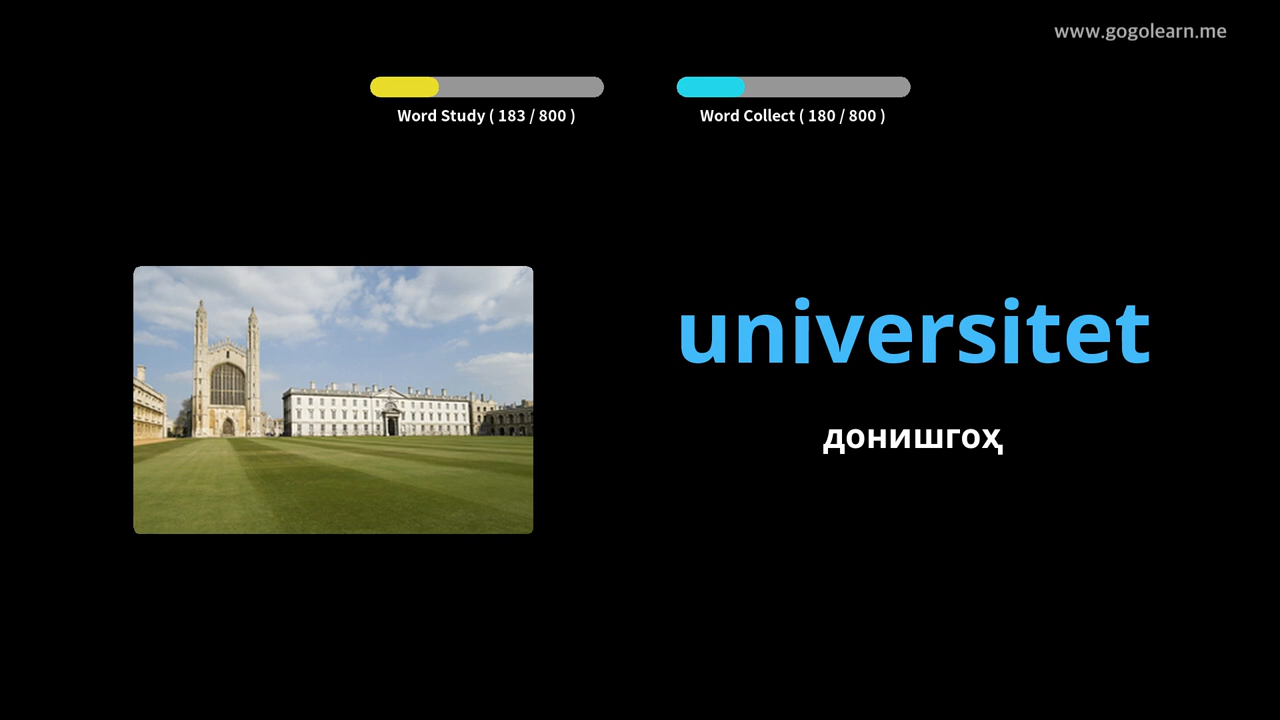 www.gogolearn.me
Word Study ( 183 / 800 )
Word Collect ( 180 / 800 )
universitet
донишгоҳ